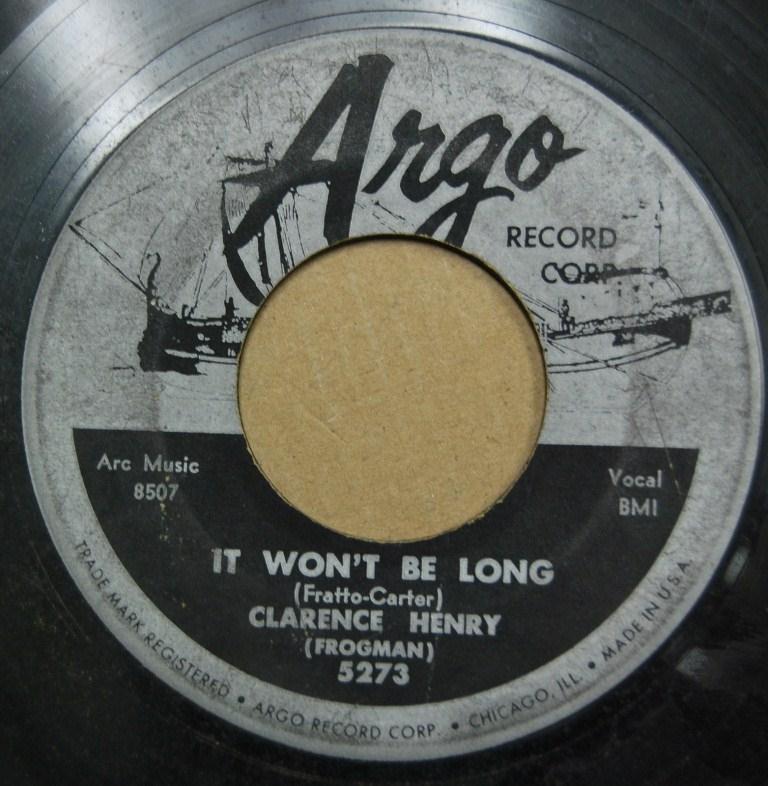 Argo
RECORD
CORP
Arc Music
8507
Vocal
BMI
IT WON'T BE LONG
(Fratto-Carter)
CLARENCE HENRY
(FROGMAN)
5273
TRADE MARK REGISTERED • ARGO RECORD CORP. • CHICAGO, ILL. • MADE IN U.S.A.